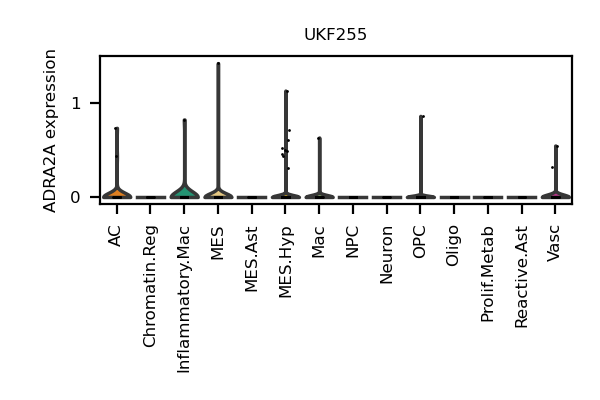 UKF255
ADRA2A expression
1
0
AC
Chromatin.Reg
Inflammatory.Mac
MES
MES.Ast
MES.Hyp
Mac
NPC
Neuron
OPC
Oligo
Prolif.Metab
Reactive.Ast
Vasc